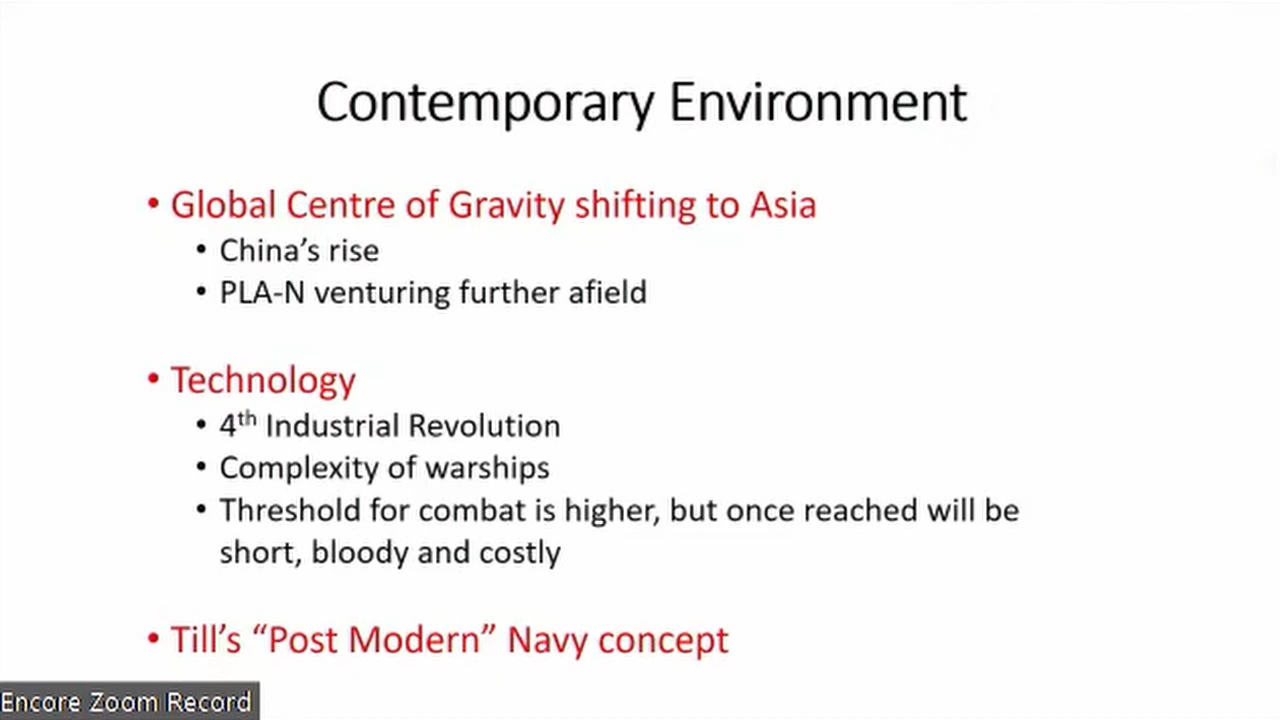 Contemporary Environment
• Global Centre of Gravity shifting to Asia
• China’s rise
• PLA-N venturing further afield
• Technology
• 4th Industrial Revolution
• Complexity of warships
• Threshold for combat is higher, but once reached will be
short, bloody and costly
• Till’s “Post Modern” Navy concept
Encore Zoom Record